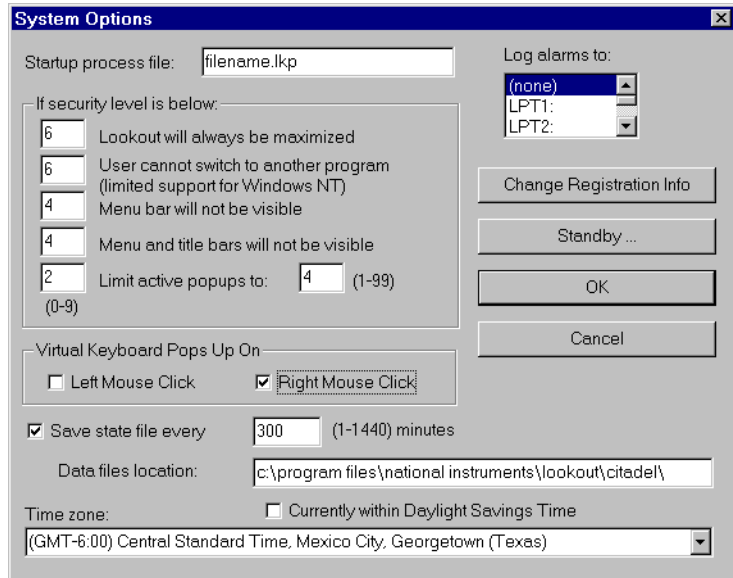 System Options
Startup process file: filename.lkp
Log alarms to:
(none)
LPT1:
LPT2:
If security level is below:
6 Lookout will always be maximized
6 User cannot switch to another program
(limited support for Windows NT)
4 Menu bar will not be visible
4 Menu and title bars will not be visible
2 Limit active popups to: 4 (1-99)
(0-9)
Change Registration Info
Standby ...
OK
Cancel
Virtual Keyboard Pops Up On
Left Mouse Click Right Mouse Click
Save state file every 300 (1-1440) minutes
Data files location: c:\program files\national instruments\lookout\citadel\
Time zone: Currently within Daylight Savings Time
(GMT-6:00) Central Standard Time, Mexico City, Georgetown (Texas)